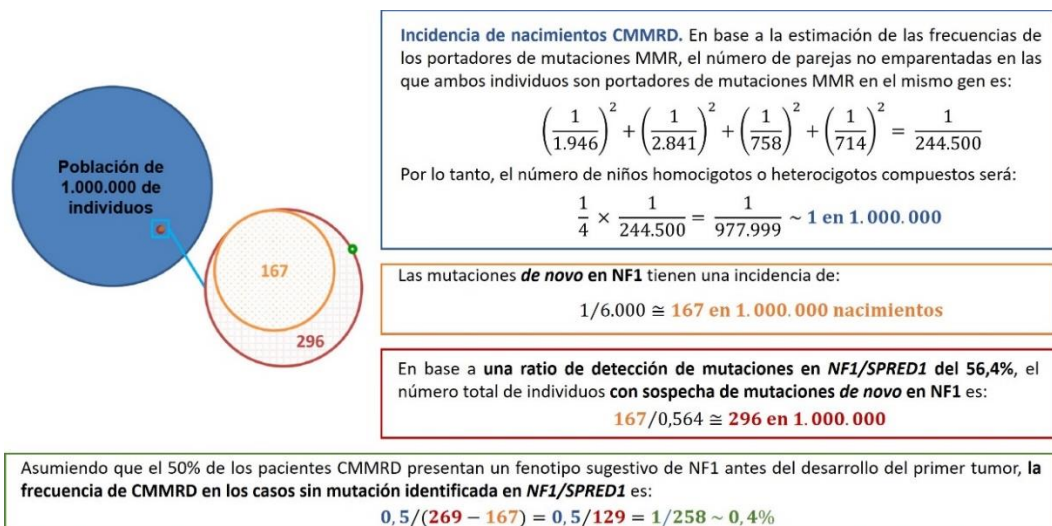 Población de
1.000.000 de
individuos
167
296
Incidencia de nacimientos CMMRD. En base a la estimación de las frecuencias de
los portadores de mutaciones MMR, el número de parejas no emparentadas en las
que ambos individuos son portadores de mutaciones MMR en el mismo gen es:
(1/1.946)² + (1/2.841)² + (1/758)² + (1/714)² = 1/244.500
Por lo tanto, el número de niños homocigotos o heterocigotos compuestos será:
1/4 × 1/244.500 = 1/977.999 ~ 1 en 1.000.000
Las mutaciones de novo en NF1 tienen una incidencia de:
1/6.000 ≅ 167 en 1.000.000 nacimientos
En base a una ratio de detección de mutaciones en NF1/SPRED1 del 56,4%, el
número total de individuos con sospecha de mutaciones de novo en NF1 es:
167/0,564 ≅ 296 en 1.000.000
Asumiendo que el 50% de los pacientes CMMRD presentan un fenotipo sugestivo de NF1 antes del desarrollo del primer tumor, la
frecuencia de CMMRD en los casos sin mutación identificada en NF1/SPRED1 es:
0,5/(269 − 167) = 0,5/129 = 1/258 ~ 0,4%